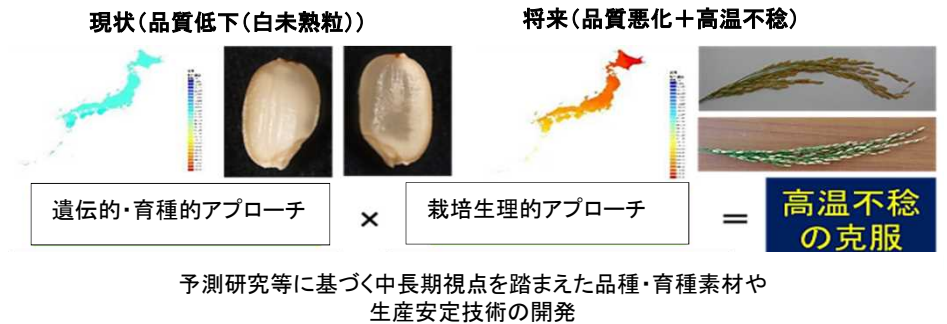 現状（品質低下（白未熟粒））
将来（品質悪化＋高温不稔）
遺伝的・育種的アプローチ
×
栽培生理的アプローチ
＝
高温不稔
の克服
予測研究等に基づく中長期視点を踏まえた品種・育種素材や
生産安定技術の開発